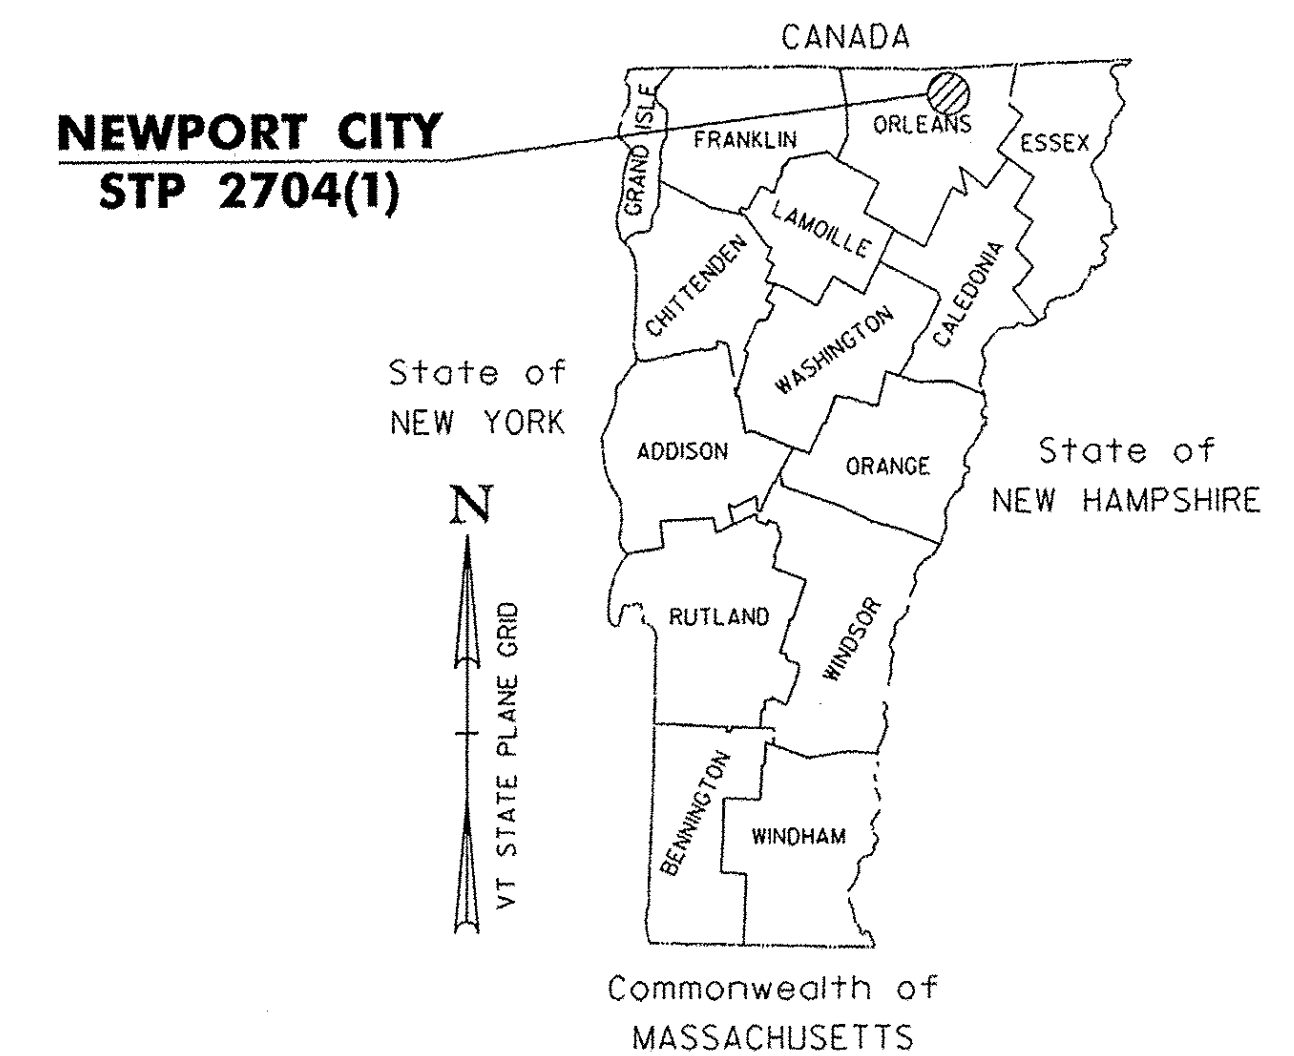 CANADA
NEWPORT CITY
STP 2704(1)
GRAND ISLE
FRANKLIN
ORLEANS
ESSEX
LAMOILLE
CHITTENDEN
CALEDONIA
WASHINGTON
State of
NEW YORK
ADDISON
ORANGE
State of
NEW HAMPSHIRE
N
VT STATE PLANE GRID
RUTLAND
WINDSOR
BENNINGTON
WINDHAM
Commonwealth of
MASSACHUSETTS